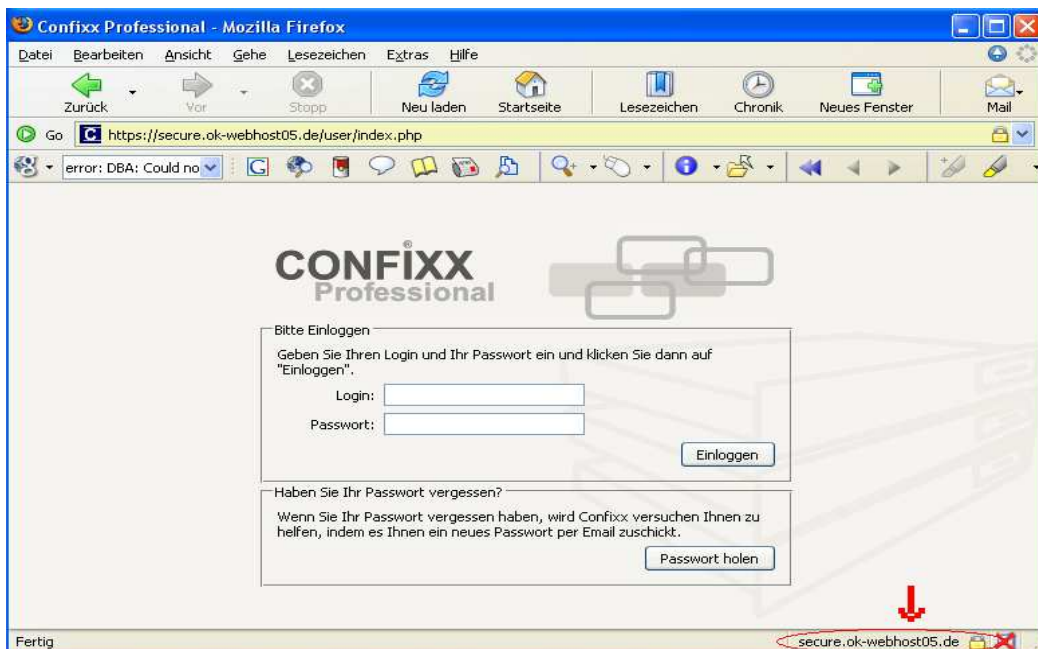 Confixx Professional - Mozilla Firefox
Datei Bearbeiten Ansicht Gehe Lesezeichen Extras Hilfe
Zurück Vor Stopp Neu laden Startseite Lesezeichen Chronik Neues Fenster Mail
Go C https://secure.ok-webhost05.de/user/index.php
error: DBA: Could no G
CONFIXX®
Professional
Bitte Einloggen
Geben Sie Ihren Login und Ihr Passwort ein und klicken Sie dann auf
"Einloggen".
Login:
Passwort:
Einloggen
Haben Sie Ihr Passwort vergessen?
Wenn Sie Ihr Passwort vergessen haben, wird Confixx versuchen Ihnen zu
helfen, indem es Ihnen ein neues Passwort per Email zuschickt.
Passwort holen
Fertig secure.ok-webhost05.de